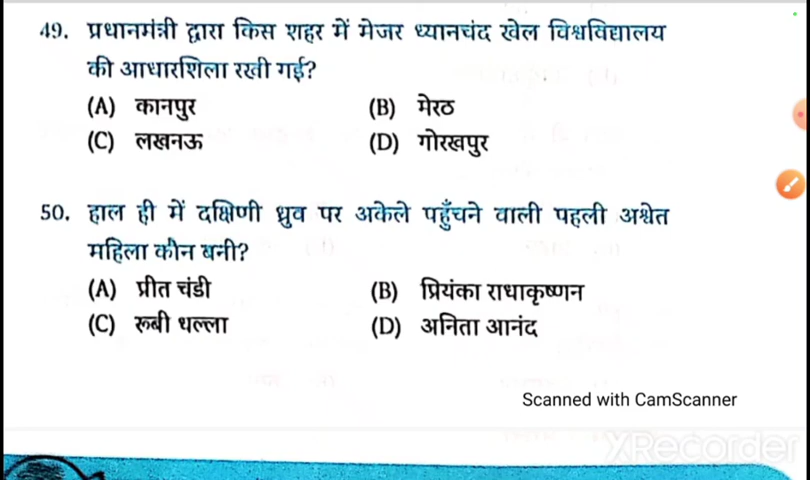 49. प्रधानमंत्री द्वारा किस शहर में मेजर ध्यानचंद खेल विश्वविद्यालय
की आधारशिला रखी गई?
(A) कानपुर (B) मेरठ
(C) लखनऊ (D) गोरखपुर
50. हाल ही में दक्षिणी ध्रुव पर अकेले पहुँचने वाली पहली अश्वेत
महिला कौन बनी?
(A) प्रीत चंडी (B) प्रियंका राधाकृष्णन
(C) रूबी धल्ला (D) अनिता आनंद
Scanned with CamScanner
XRecorder